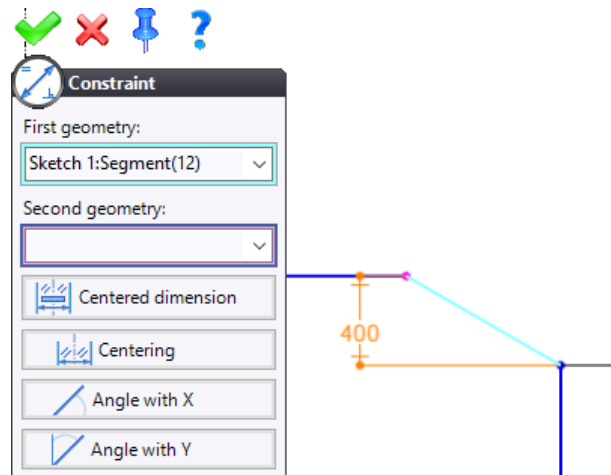 ?
Constraint
First geometry:
Sketch 1:Segment(12)
Second geometry:
Centered dimension
Centering
Angle with X
Angle with Y
400